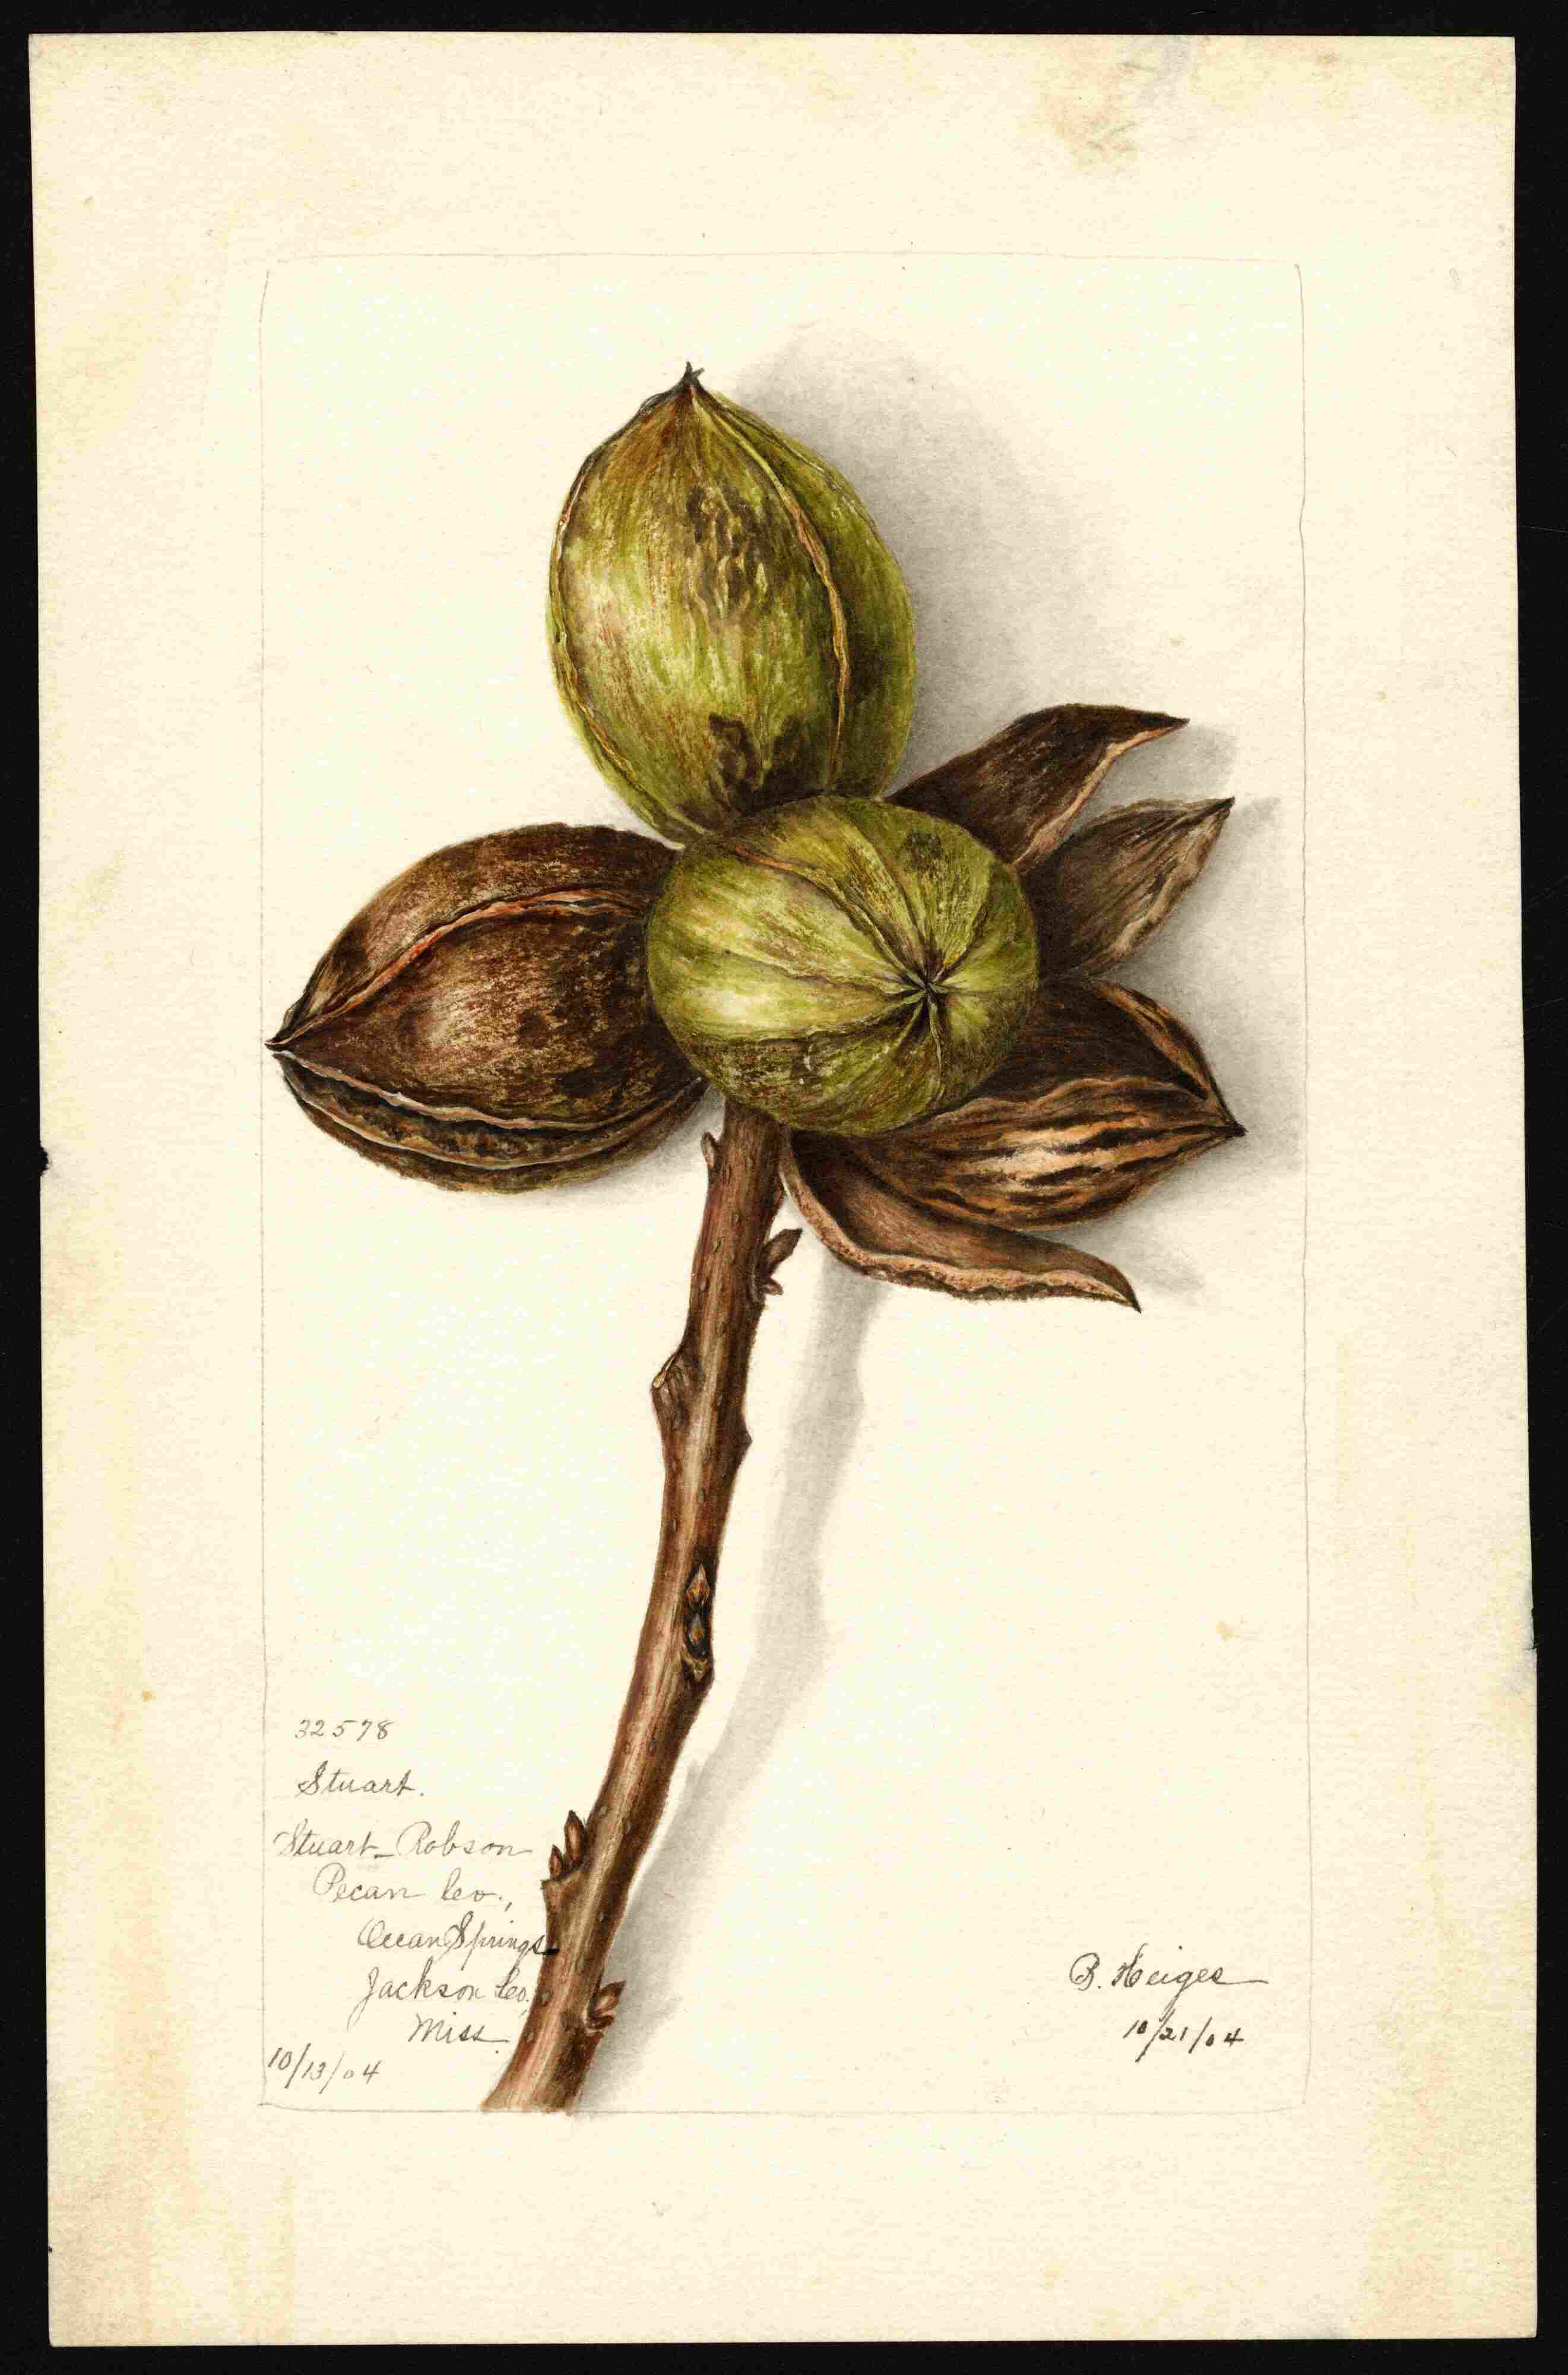 32578
Stuart.
Stuart-Robson
Pecan Co.,
Ocean Springs
Jackson Co.
Miss.
10/13/04
B. Heiges
10/21/04